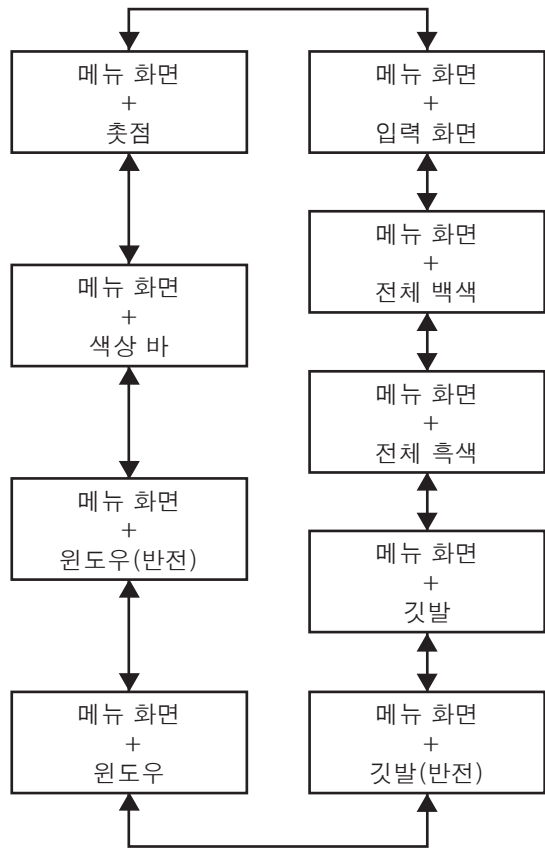 메뉴 화면
+
촛점
메뉴 화면
+
색상 바
메뉴 화면
+
윈도우(반전)
메뉴 화면
+
윈도우
메뉴 화면
+
입력 화면
메뉴 화면
+
전체 백색
메뉴 화면
+
전체 흑색
메뉴 화면
+
깃발
메뉴 화면
+
깃발(반전)